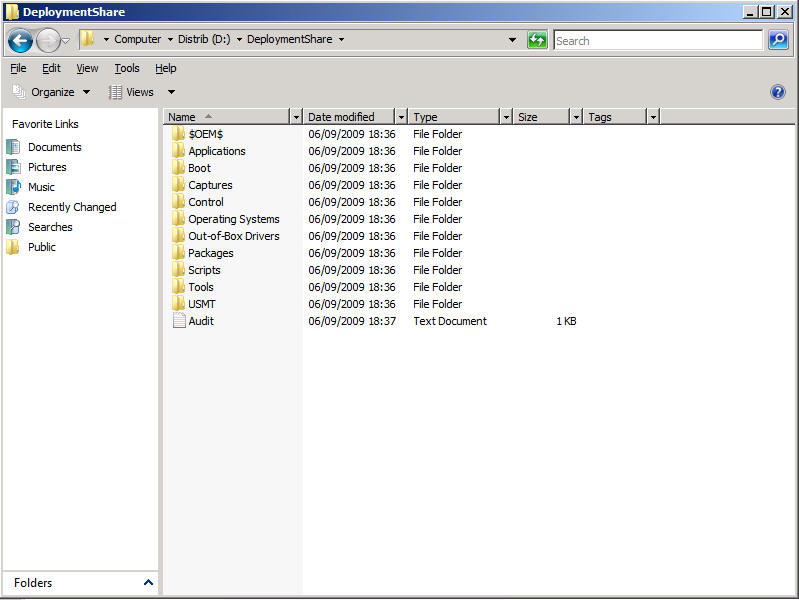 DeploymentShare
Computer Distrib (D:) DeploymentShare Search
File Edit View Tools Help
Organize Views
Favorite Links
Documents
Pictures
Music
Recently Changed
Searches
Public
Folders
Name Date modified Type Size Tags
$OEM$ 06/09/2009 18:36 File Folder
Applications 06/09/2009 18:36 File Folder
Boot 06/09/2009 18:36 File Folder
Captures 06/09/2009 18:36 File Folder
Control 06/09/2009 18:36 File Folder
Operating Systems 06/09/2009 18:36 File Folder
Out-of-Box Drivers 06/09/2009 18:36 File Folder
Packages 06/09/2009 18:36 File Folder
Scripts 06/09/2009 18:36 File Folder
Tools 06/09/2009 18:36 File Folder
USMT 06/09/2009 18:36 File Folder
Audit 06/09/2009 18:37 Text Document 1 KB